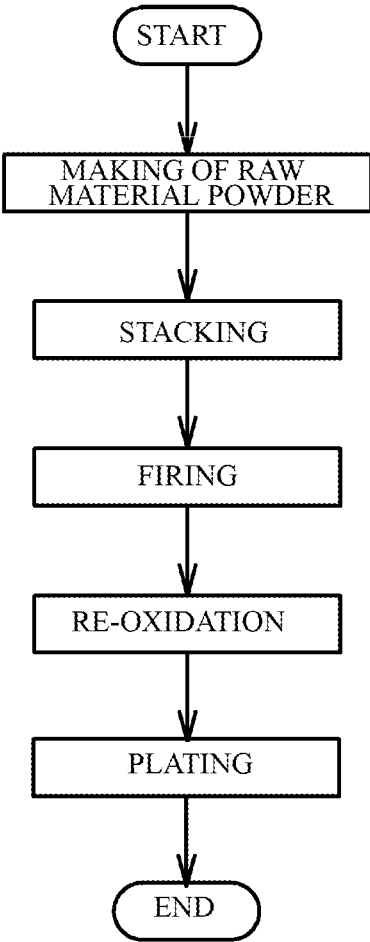 START
MAKING OF RAW
MATERIAL POWDER
STACKING
FIRING
RE-OXIDATION
PLATING
END